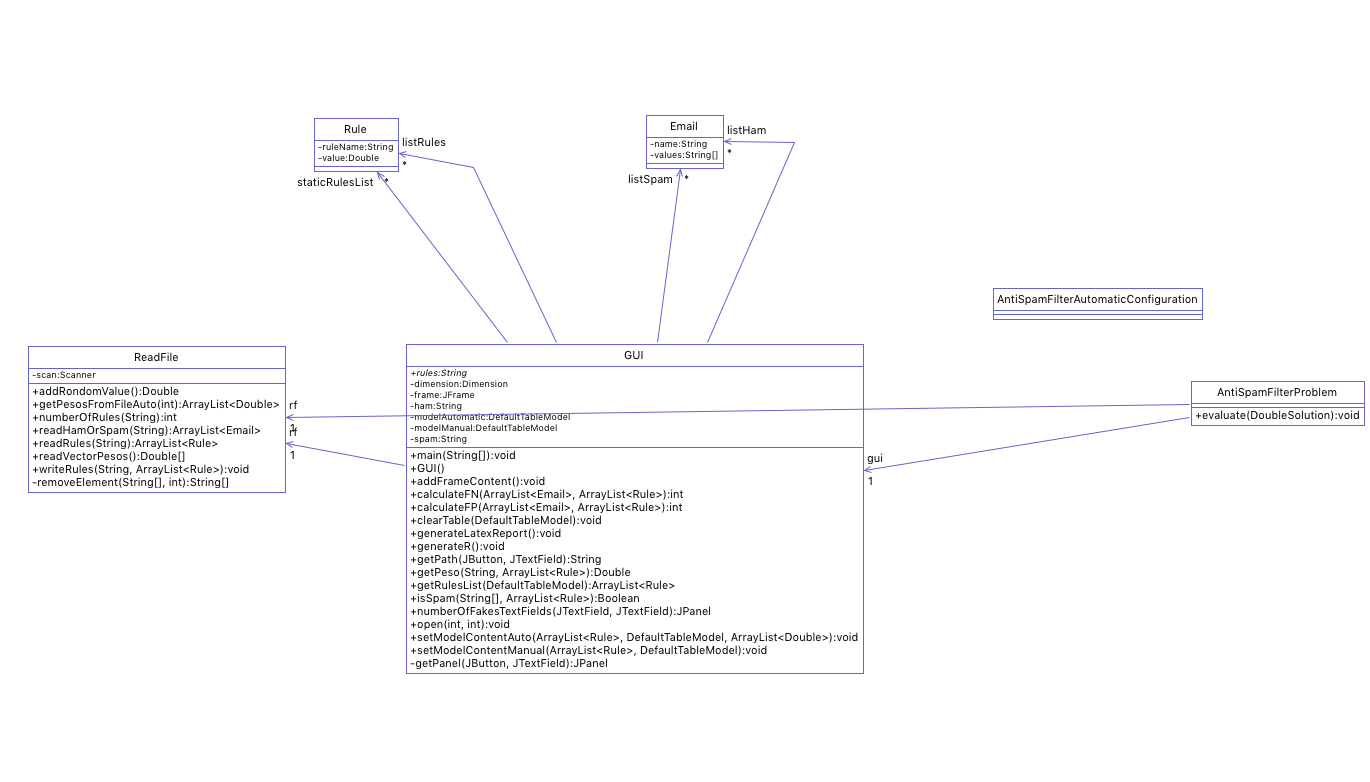 Rule
-ruleName:String
-value:Double
listRules
*
staticRulesList
*
Email
-name:String
-values:String[]
listHam
*
listSpam
*
AntiSpamFilterAutomaticConfiguration
ReadFile
-scan:Scanner
+addRondomValue():Double
+getPesosFromFileAuto(int):ArrayList<Double>
+numberOfRules(String):int
+readHamOrSpam(String):ArrayList<Email>
+readRules(String):ArrayList<Rule>
+readVectorPesos():Double[]
+writeRules(String, ArrayList<Rule>):void
-removeElement(String[], int):String[]
rf
1
rf
1
GUI
+rules:String
-dimension:Dimension
-frame:JFrame
-ham:String
-modelAutomatic:DefaultTableModel
-modelManual:DefaultTableModel
-spam:String
+main(String[]):void
+GUI()
+addFrameContent():void
+calculateFN(ArrayList<Email>, ArrayList<Rule>):int
+calculateFP(ArrayList<Email>, ArrayList<Rule>):int
+clearTable(DefaultTableModel):void
+generateLatexReport():void
+generateR():void
+getPath(JButton, JTextField):String
+getPeso(String, ArrayList<Rule>):Double
+getRulesList(DefaultTableModel):ArrayList<Rule>
+isSpam(String[], ArrayList<Rule>):Boolean
+numberOfFakesTextFields(JTextField, JTextField):JPanel
+open(int, int):void
+setModelContentAuto(ArrayList<Rule>, DefaultTableModel, ArrayList<Double>):void
+setModelContentManual(ArrayList<Rule>, DefaultTableModel):void
-getPanel(JButton, JTextField):JPanel
gui
1
AntiSpamFilterProblem
+evaluate(DoubleSolution):void